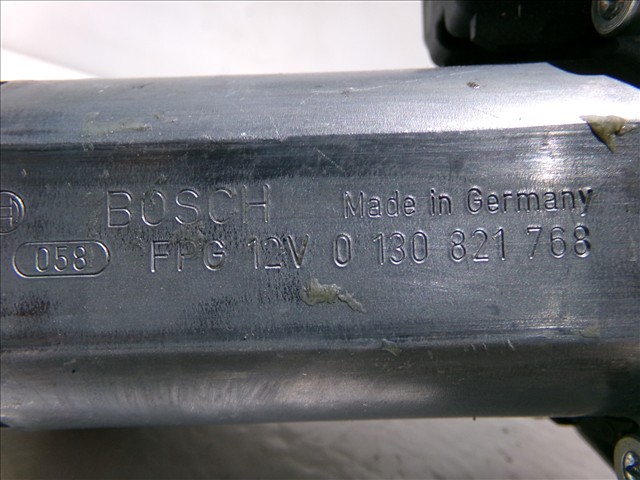 BOSCH Made in Germany
058 FPG 12V 0 130 821 768